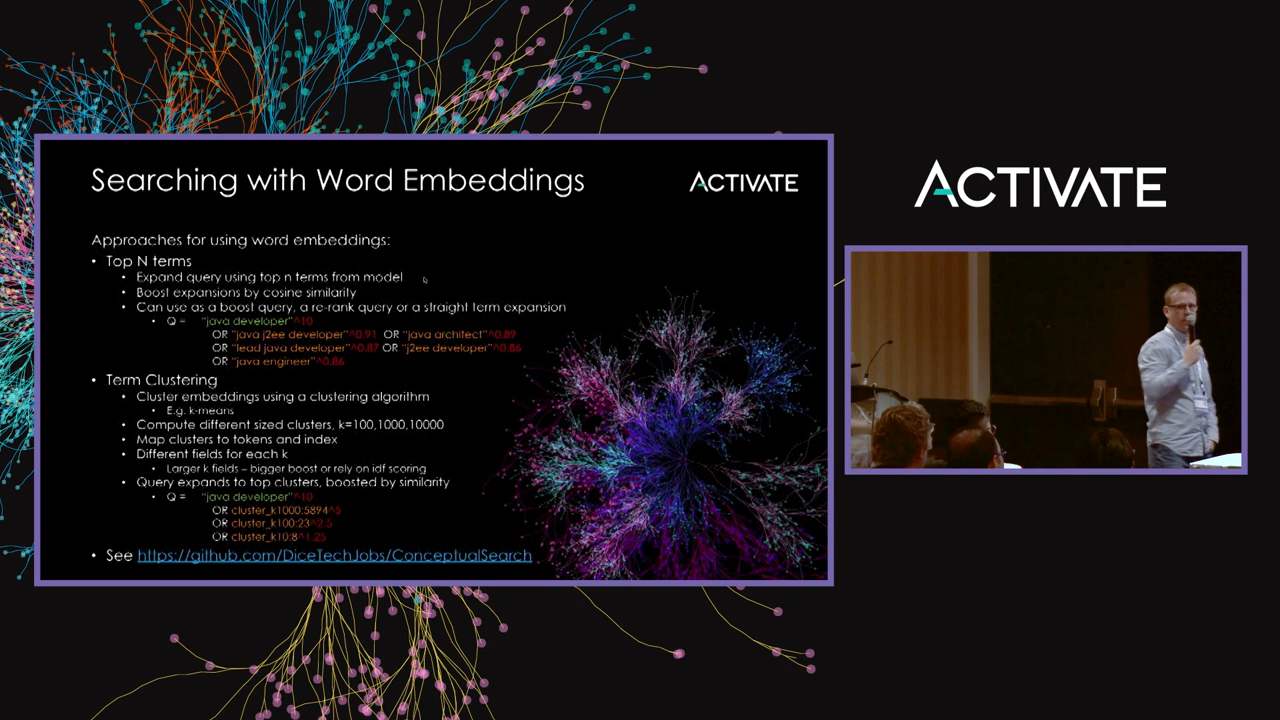 Searching with Word Embeddings
ACTIVATE
Approaches for using word embeddings:
• Top N terms
• Expand query using top n terms from model
• Boost expansions by cosine similarity
• Can use as a boost query, a re-rank query or a straight term expansion
• Q = "java developer"^10
OR "java j2ee developer"^0.91 OR "java architect"^0.89
OR "lead java developer"^0.87 OR "j2ee developer"^0.86
OR "java engineer"^0.86
• Term Clustering
• Cluster embeddings using a clustering algorithm
• E.g. k-means
• Compute different sized clusters, k=100,1000,10000
• Map clusters to tokens and index
• Different fields for each k
• Larger k fields – bigger boost or rely on idf scoring
• Query expands to top clusters, boosted by similarity
• Q = "java developer"^10
OR cluster_k1000:5894^5
OR cluster_k100:23^2.5
OR cluster_k10:8^1.25
• See https://github.com/DiceTechJobs/ConceptualSearch
ACTIVATE